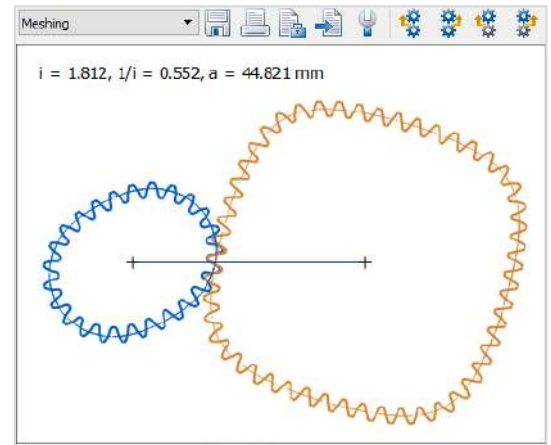 Meshing
i = 1.812, 1/i = 0.552, a = 44.821 mm